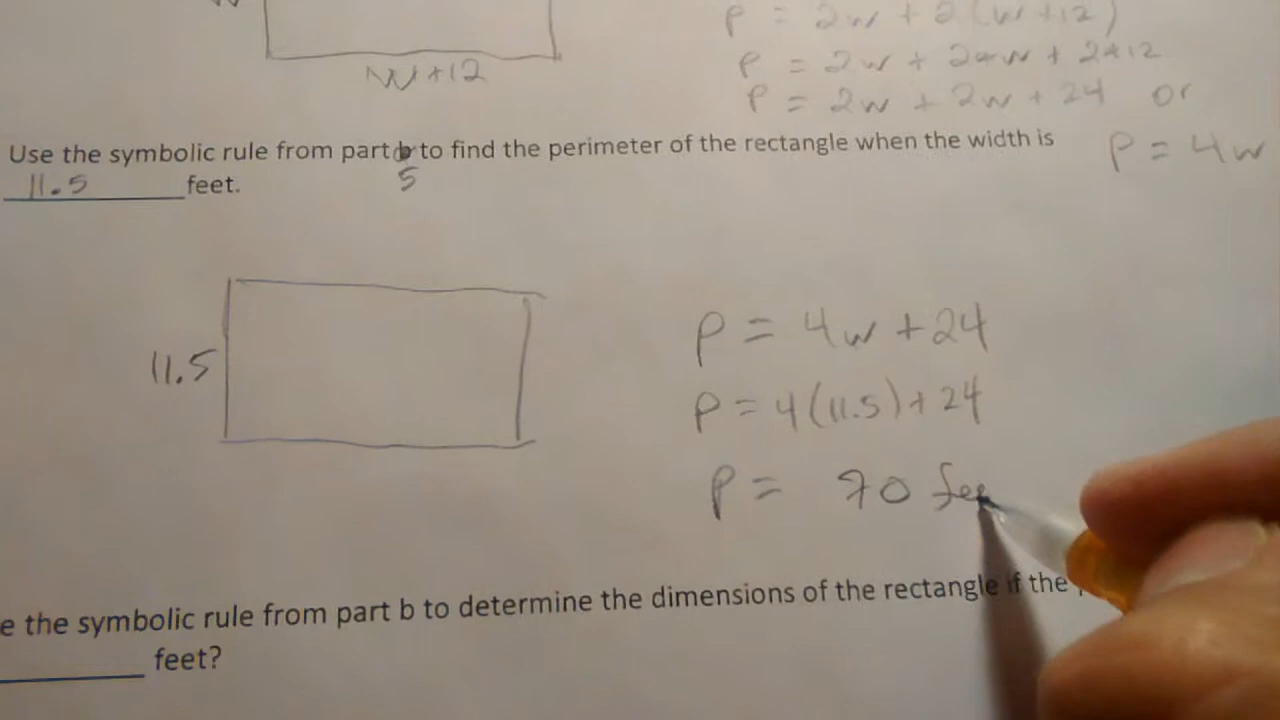 P = 2w + 2(w+12)
w+12
P = 2w + 2*w + 2*12
P = 2w + 2w + 24 or
Use the symbolic rule from part b to find the perimeter of the rectangle when the width is
P = 4w
11.5 feet.
5
11.5
P = 4w +24
P = 4(11.5)+24
P = 70 fee
e the symbolic rule from part b to determine the dimensions of the rectangle if the
feet?